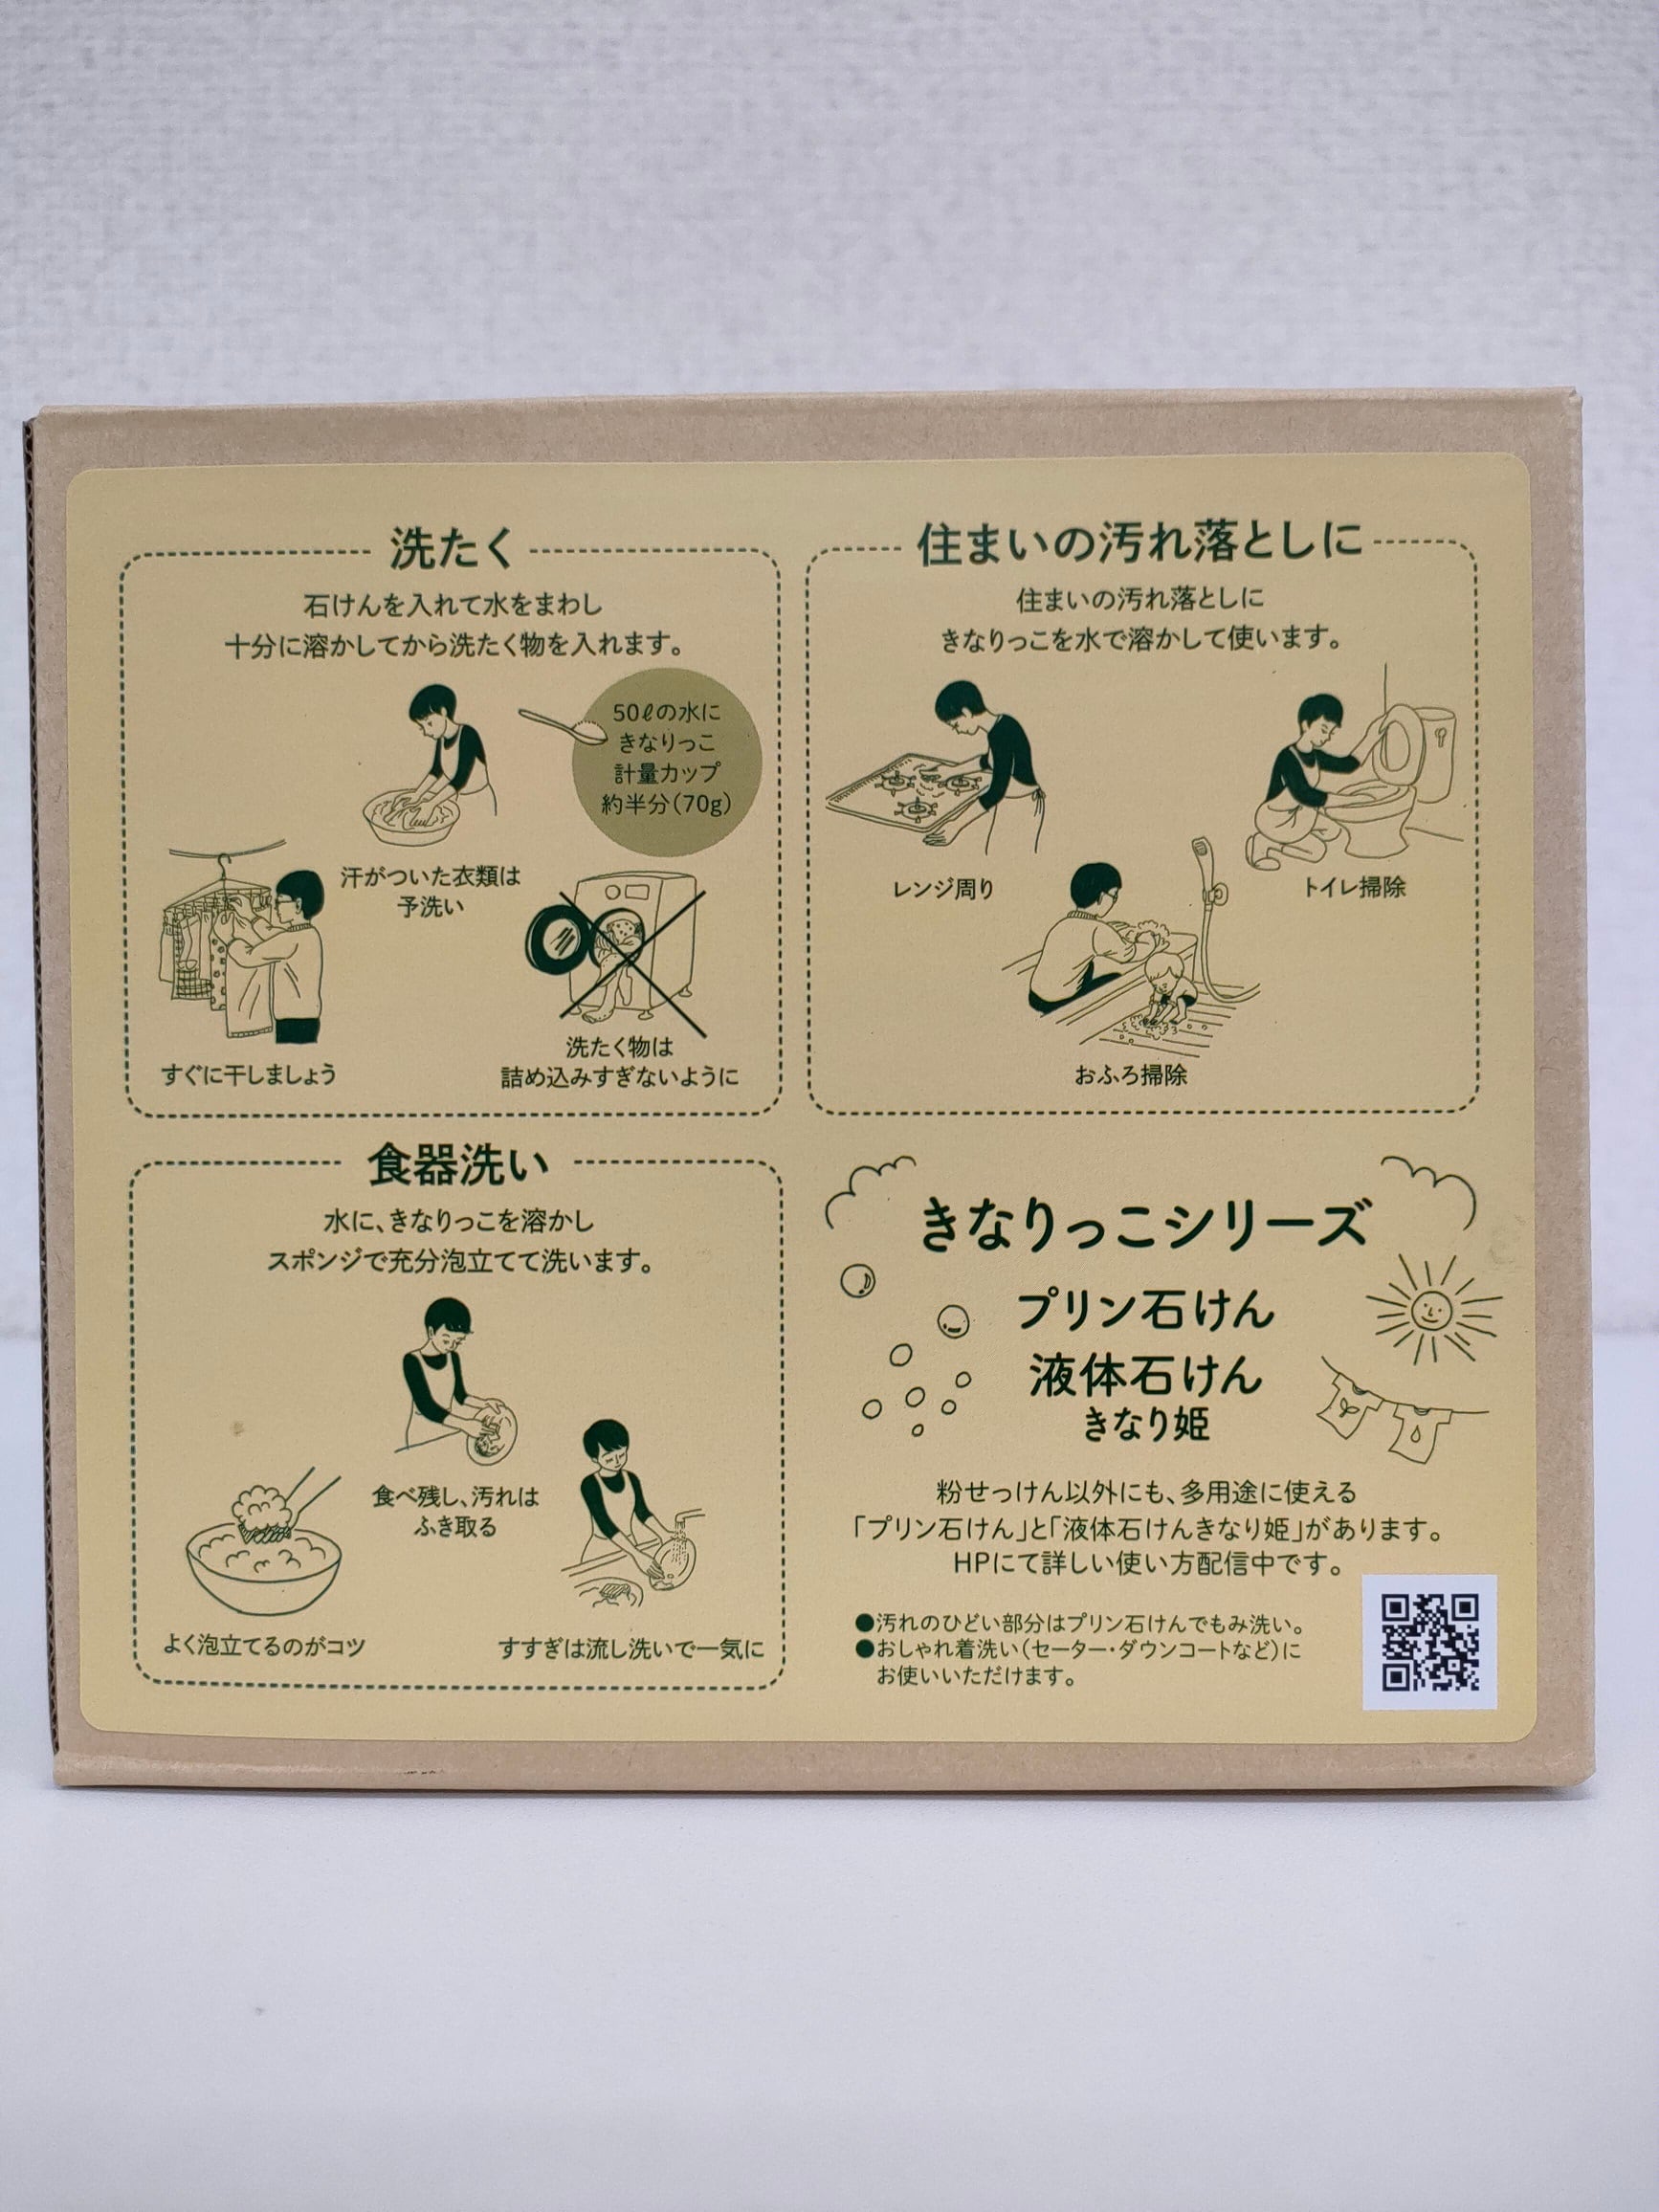 洗たく
石けんを入れて水をまわし
十分に溶かしてから洗たく物を入れます。
50ℓの水に
きなりっこ
計量カップ
約半分(70g)
汗がついた衣類は
予洗い
すぐに干しましょう
洗たく物は
詰め込みすぎないように
住まいの汚れ落としに
住まいの汚れ落としに
きなりっこを水で溶かして使います。
レンジ周り
トイレ掃除
おふろ掃除
食器洗い
水に、きなりっこを溶かし
スポンジで充分泡立てて洗います。
食べ残し、汚れは
ふき取る
よく泡立てるのがコツ
すすぎは流し洗いで一気に
きなりっこシリーズ
プリン石けん
液体石けん
きなり姫
粉せっけん以外にも、多用途に使える
「プリン石けん」と「液体石けんきなり姫」があります。
HPにて詳しい使い方配信中です。
●汚れのひどい部分はプリン石けんでもみ洗い。
●おしゃれ着洗い(セーター・ダウンコートなど)に
お使いいただけます。